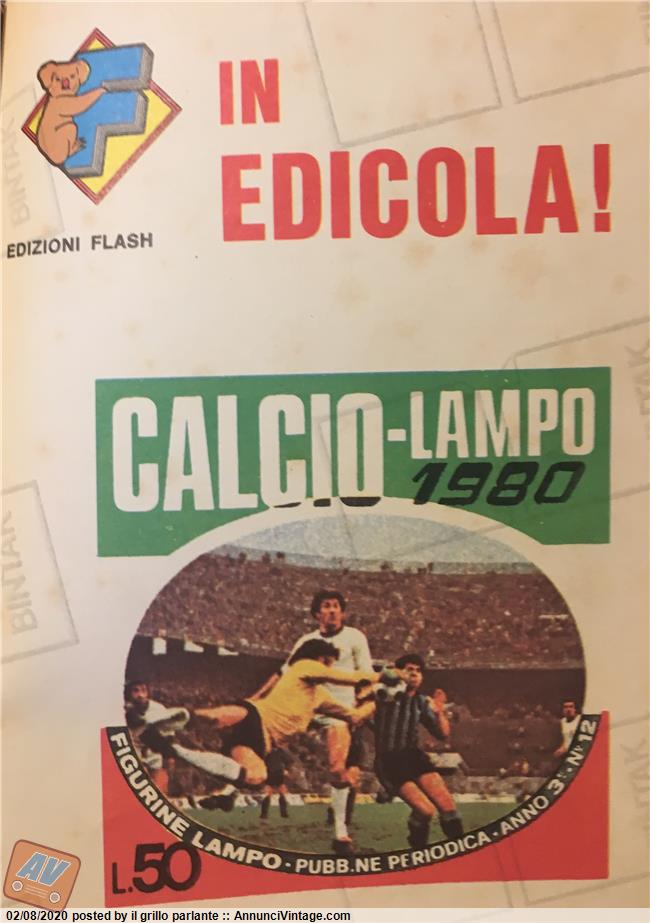 IN
EDICOLA!
EDIZIONI FLASH
CALCIO-LAMPO
1980
FIGURINE LAMPO - PUBB.NE PERIODICA - ANNO 3° - N° 12
L.50
AV
02/08/2020 posted by il grillo parlante :: AnnunciVintage.com